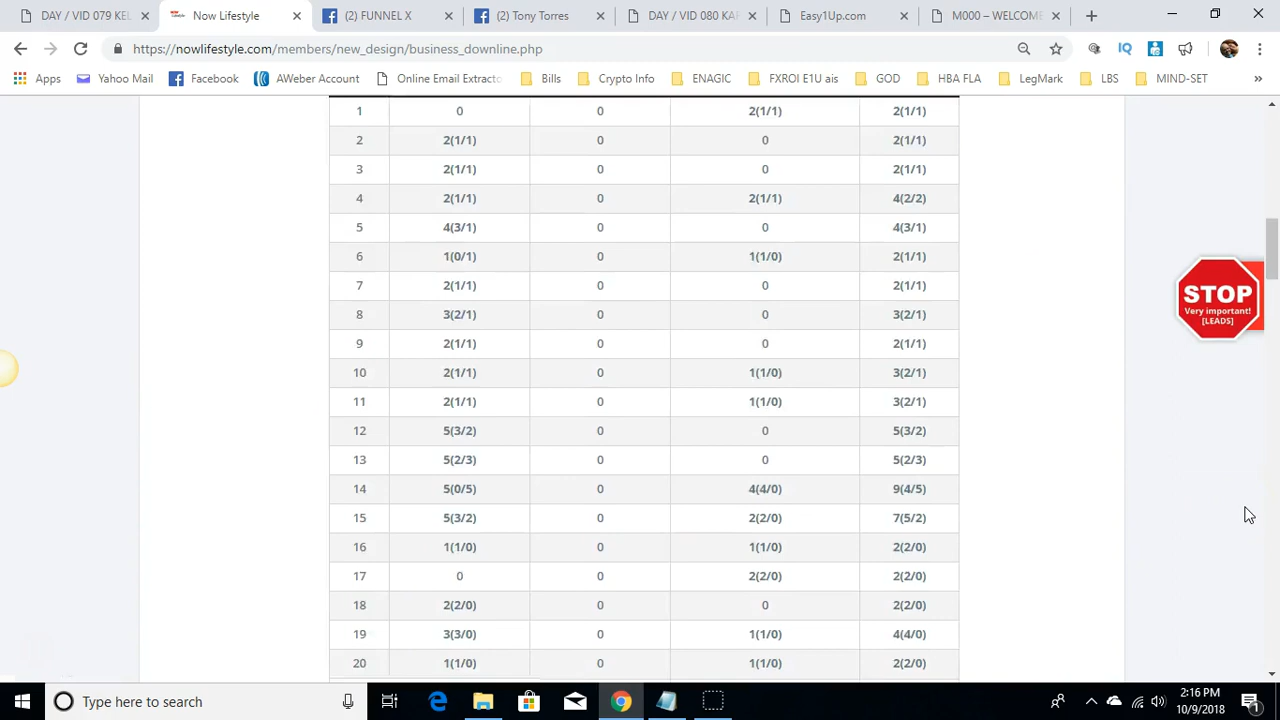 DAY / VID 079 KEL
Now Lifestyle
(2) FUNNEL X
(2) Tony Torres
DAY / VID 080 KAR
Easy1Up.com
M000 – WELCOME
https://nowlifestyle.com/members/new_design/business_downline.php
Apps Yahoo Mail Facebook AWeber Account Online Email Extracto Bills Crypto Info ENAGIC FXROI E1U ais GOD HBA FLA LegMark LBS MIND-SET »
1 0 0 2(1/1) 2(1/1)
2 2(1/1) 0 0 2(1/1)
3 2(1/1) 0 0 2(1/1)
4 2(1/1) 0 2(1/1) 4(2/2)
5 4(3/1) 0 0 4(3/1)
6 1(0/1) 0 1(1/0) 2(1/1)
7 2(1/1) 0 0 2(1/1)
8 3(2/1) 0 0 3(2/1)
9 2(1/1) 0 0 2(1/1)
10 2(1/1) 0 1(1/0) 3(2/1)
11 2(1/1) 0 1(1/0) 3(2/1)
12 5(3/2) 0 0 5(3/2)
13 5(2/3) 0 0 5(2/3)
14 5(0/5) 0 4(4/0) 9(4/5)
15 5(3/2) 0 2(2/0) 7(5/2)
16 1(1/0) 0 1(1/0) 2(2/0)
17 0 0 2(2/0) 2(2/0)
18 2(2/0) 0 0 2(2/0)
19 3(3/0) 0 1(1/0) 4(4/0)
20 1(1/0) 0 1(1/0) 2(2/0)
STOP
Very important!
[LEADS]
Type here to search
2:16 PM
10/9/2018
1